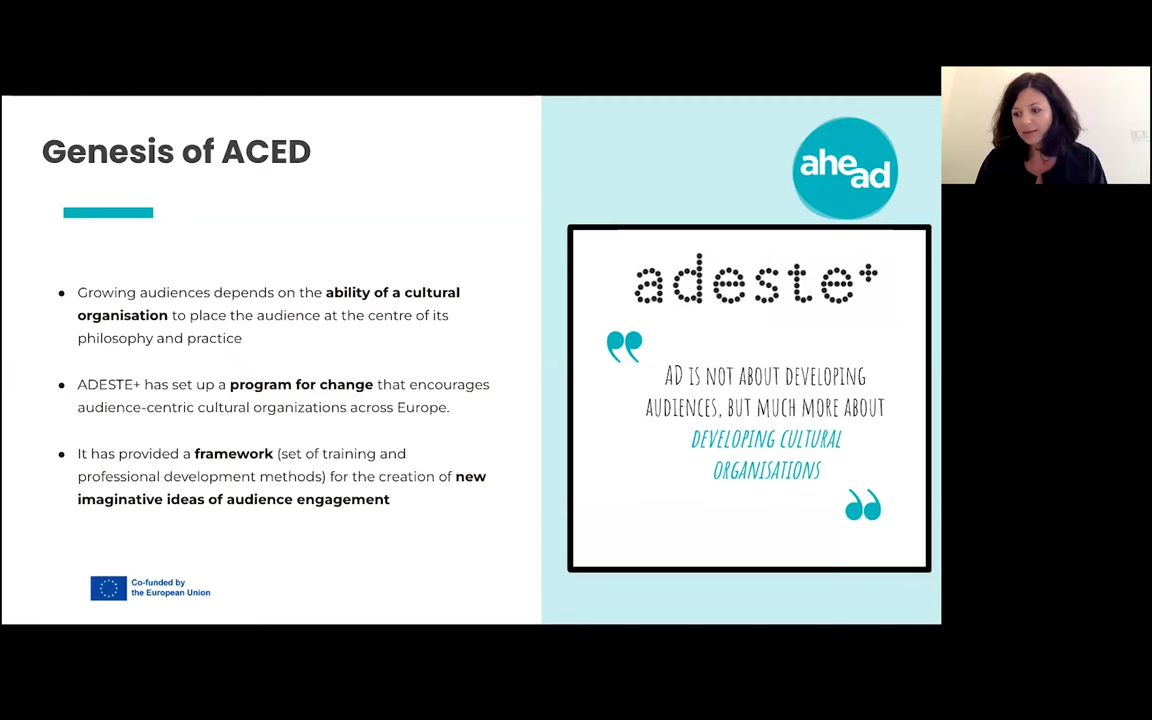 Genesis of ACED
● Growing audiences depends on the ability of a cultural
organisation to place the audience at the centre of its
philosophy and practice
● ADESTE+ has set up a program for change that encourages
audience-centric cultural organizations across Europe.
● It has provided a framework (set of training and
professional development methods) for the creation of new
imaginative ideas of audience engagement
Co-funded by
the European Union
ahead
adeste+
“
AD IS NOT ABOUT DEVELOPING
AUDIENCES, BUT MUCH MORE ABOUT
DEVELOPING CULTURAL
ORGANISATIONS
”